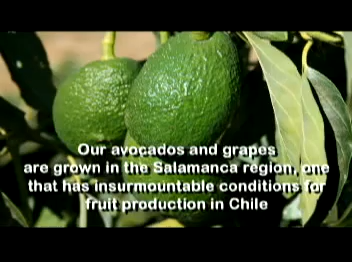 Our avocados and grapes
are grown in the Salamanca region, one
that has insurmountable conditions for
fruit production in Chile